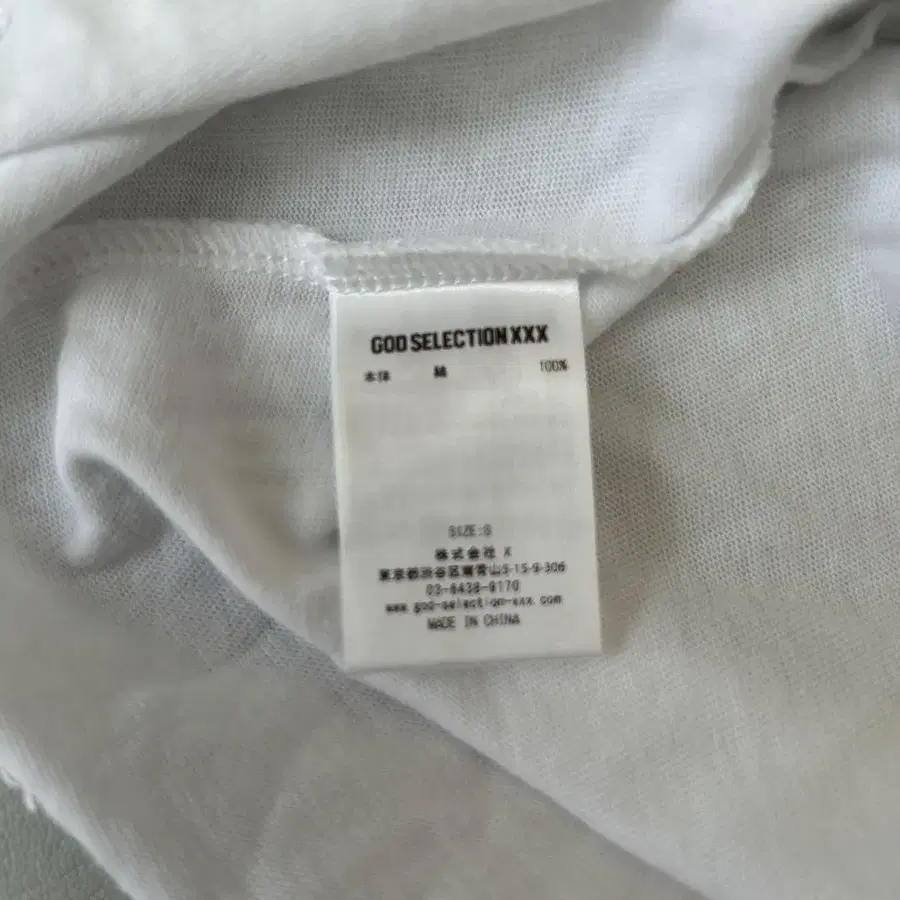 GOD SELECTION XXX
本体 綿 100%
SIZE:S
株式会社 X
東京都渋谷区南青山5-15-9-306
03-6438-9170
www.god-selection-xxx.com
MADE IN CHINA